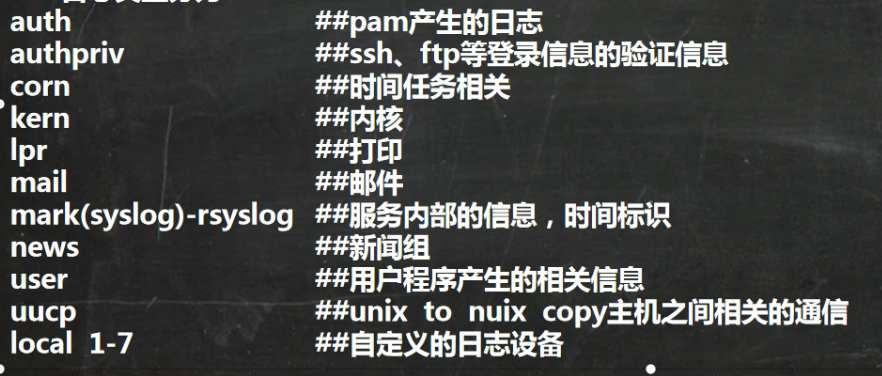 auth ##pam产生的日志
authpriv ##ssh、ftp等登录信息的验证信息
corn ##时间任务相关
kern ##内核
lpr ##打印
mail ##邮件
mark(syslog)-rsyslog ##服务内部的信息，时间标识
news ##新闻组
user ##用户程序产生的相关信息
uucp ##unix to nuix copy主机之间相关的通信
local 1-7 ##自定义的日志设备